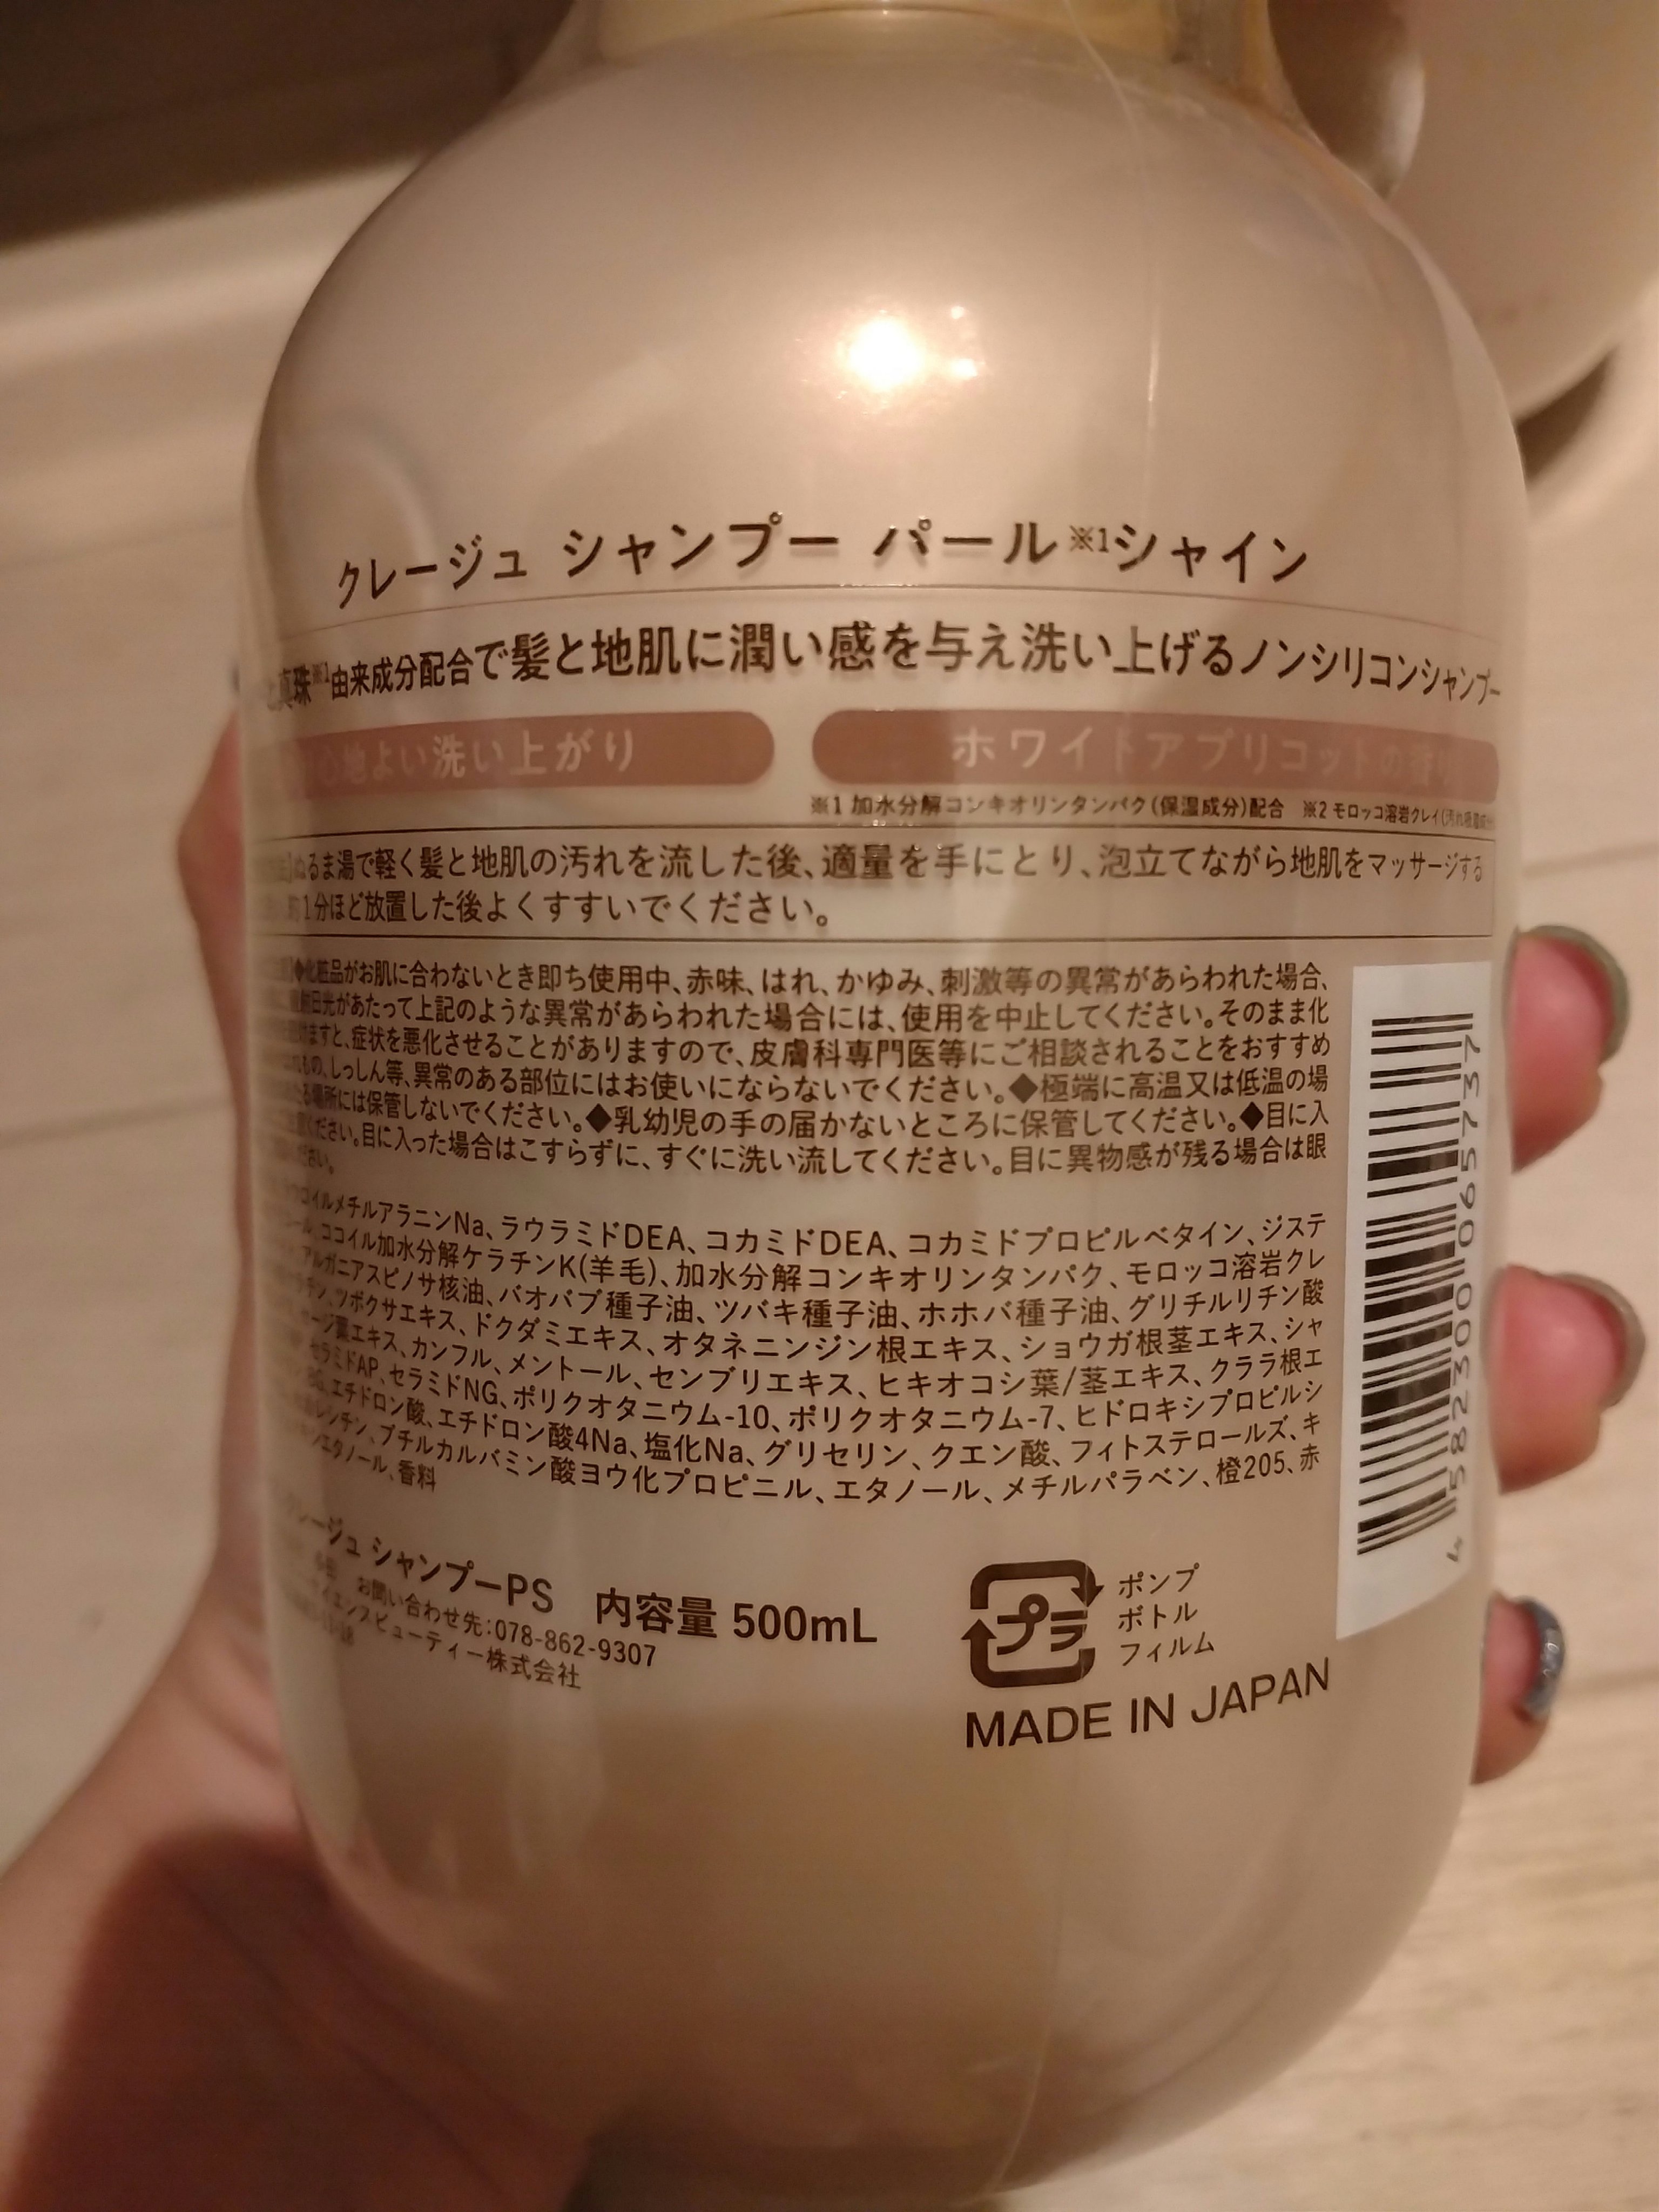 クレージュ シャンプー パール※1シャイン
真珠※1由来成分配合で髪と地肌に潤い感を与え洗い上げるノンシリコンシャンプー
心地よい洗い上がり
ホワイトアプリコットの香り
※1 加水分解コンキオリンタンパク(保湿成分)配合 ※2 モロッコ溶岩クレイ(汚れ吸着成分)
ぬるま湯で軽く髪と地肌の汚れを流した後、適量を手にとり、泡立てながら地肌をマッサージする
1分ほど放置した後よくすすいでください。
◆化粧品がお肌に合わないとき即ち使用中、赤味、はれ、かゆみ、刺激等の異常があらわれた場合、
日光があたって上記のような異常があらわれた場合には、使用を中止してください。そのまま化
ますと、症状を悪化させることがありますので、皮膚科専門医等にご相談されることをおすすめ
もの、しっしん等、異常のある部位にはお使いにならないでください。◆極端に高温又は低温の場
場所には保管しないでください。◆乳幼児の手の届かないところに保管してください。◆目に入
ください。目に入った場合はこすらずに、すぐに洗い流してください。目に異物感が残る場合は眼
ださい。
コイルメチルアラニンNa、ラウラミドDEA、コカミドDEA、コカミドプロピルベタイン、ジステ
ール、ココイル加水分解ケラチンK(羊毛)、加水分解コンキオリンタンパク、モロッコ溶岩クレ
アルガニアスピノサ核油、バオバブ種子油、ツバキ種子油、ホホバ種子油、グリチルリチン酸
ツボクサエキス、ドクダミエキス、オタネニンジン根エキス、ショウガ根茎エキス、シャ
ージ葉エキス、カンフル、メントール、センブリエキス、ヒキオコシ葉/茎エキス、クララ根エ
セラミドAP、セラミドNG、ポリクオタニウム-10、ポリクオタニウム-7、ヒドロキシプロピルシ
BG、エチドロン酸、エチドロン酸4Na、塩化Na、グリセリン、クエン酸、フィトステロールズ、キ
レシチン、ブチルカルバミン酸ヨウ化プロピニル、エタノール、メチルパラベン、橙205、赤
エタノール、香料
レージュ シャンプーPS 内容量 500mL
お問い合わせ先:078-862-9307
イエンスビューティー株式会社
プラ
ポンプ
ボトル
フィルム
MADE IN JAPAN
4 582300 065737